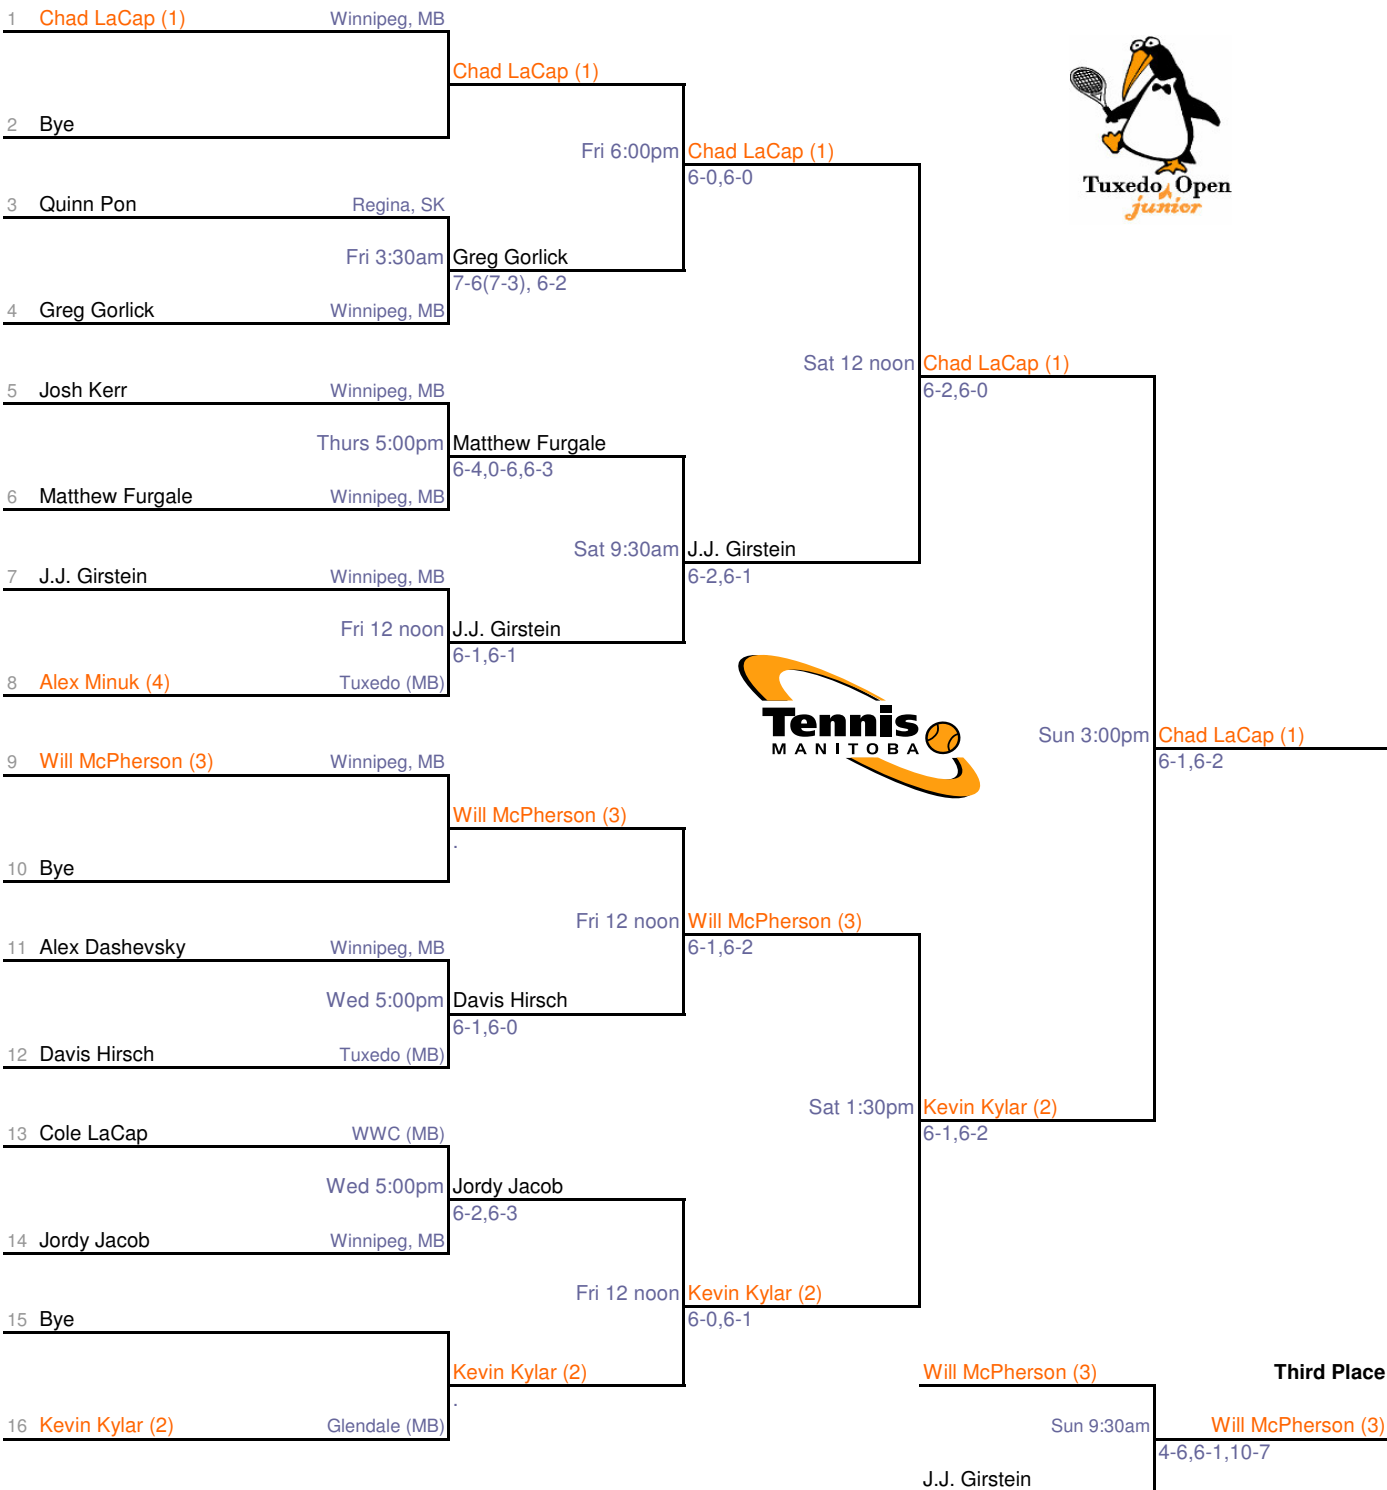 1 Chad LaCap (1) Winnipeg, MB
Chad LaCap (1)
2 Bye
Fri 6:00pm Chad LaCap (1)
6-0,6-0
Tuxedo Open
junior
3 Quinn Pon Regina, SK
Fri 3:30am Greg Gorlick
7-6(7-3), 6-2
4 Greg Gorlick Winnipeg, MB
Sat 12 noon Chad LaCap (1)
6-2,6-0
5 Josh Kerr Winnipeg, MB
Thurs 5:00pm Matthew Furgale
6-4,0-6,6-3
6 Matthew Furgale Winnipeg, MB
Sat 9:30am J.J. Girstein
6-2,6-1
7 J.J. Girstein Winnipeg, MB
Fri 12 noon J.J. Girstein
6-1,6-1
8 Alex Minuk (4) Tuxedo (MB)
Tennis
MANITOBA
Sun 3:00pm Chad LaCap (1)
6-1,6-2
9 Will McPherson (3) Winnipeg, MB
Will McPherson (3)
.
10 Bye
Fri 12 noon Will McPherson (3)
6-1,6-2
11 Alex Dashevsky Winnipeg, MB
Wed 5:00pm Davis Hirsch
6-1,6-0
12 Davis Hirsch Tuxedo (MB)
Sat 1:30pm Kevin Kylar (2)
6-1,6-2
13 Cole LaCap WWC (MB)
Wed 5:00pm Jordy Jacob
6-2,6-3
14 Jordy Jacob Winnipeg, MB
Fri 12 noon Kevin Kylar (2)
6-0,6-1
15 Bye
Kevin Kylar (2)
.
16 Kevin Kylar (2) Glendale (MB)
Will McPherson (3) Third Place
Sun 9:30am Will McPherson (3)
4-6,6-1,10-7
J.J. Girstein